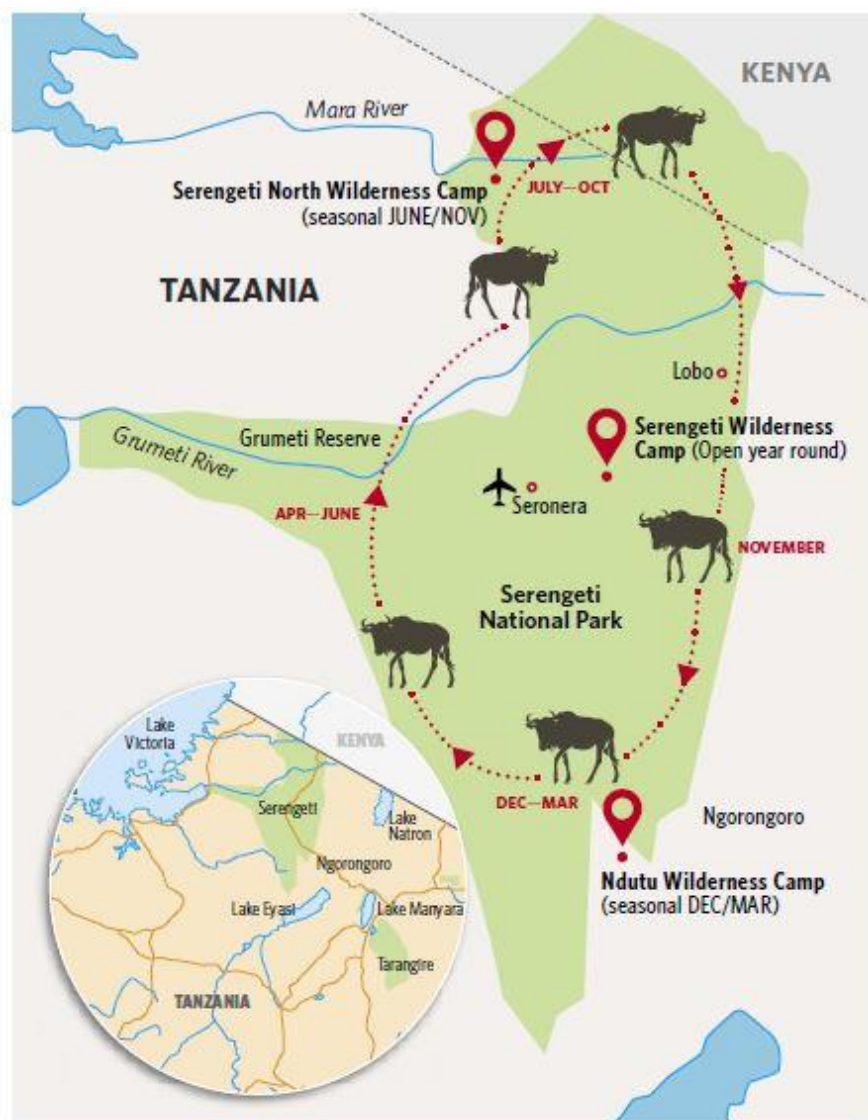 KENYA
Mara River
Serengeti North Wilderness Camp
(seasonal JUNE/NOV)
JULY—OCT
TANZANIA
Lobo
Grumeti Reserve
Grumeti River
Serengeti Wilderness
Camp (Open year round)
Seronera
APR—JUNE
NOVEMBER
Serengeti
National Park
DEC—MAR
Ngorongoro
Ndutu Wilderness Camp
(seasonal DEC/MAR)
Lake
Victoria
KENYA
Serengeti
Lake
Natron
Ngorongoro
Lake Eyasi
Lake Manyara
Tarangire
TANZANIA